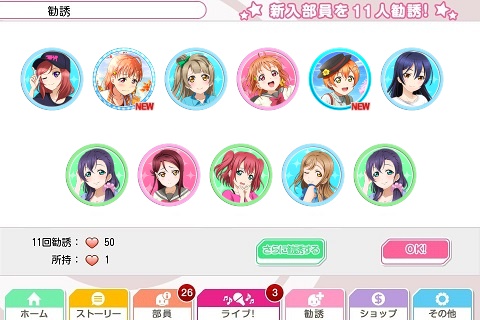 勧誘
新入部員を11人勧誘!
NEW
NEW
11回勧誘: 50
所持: 1
さらに勧誘する
OK!
26
3
ホーム
ストーリー
部員
ライブ!
勧誘
ショップ
その他